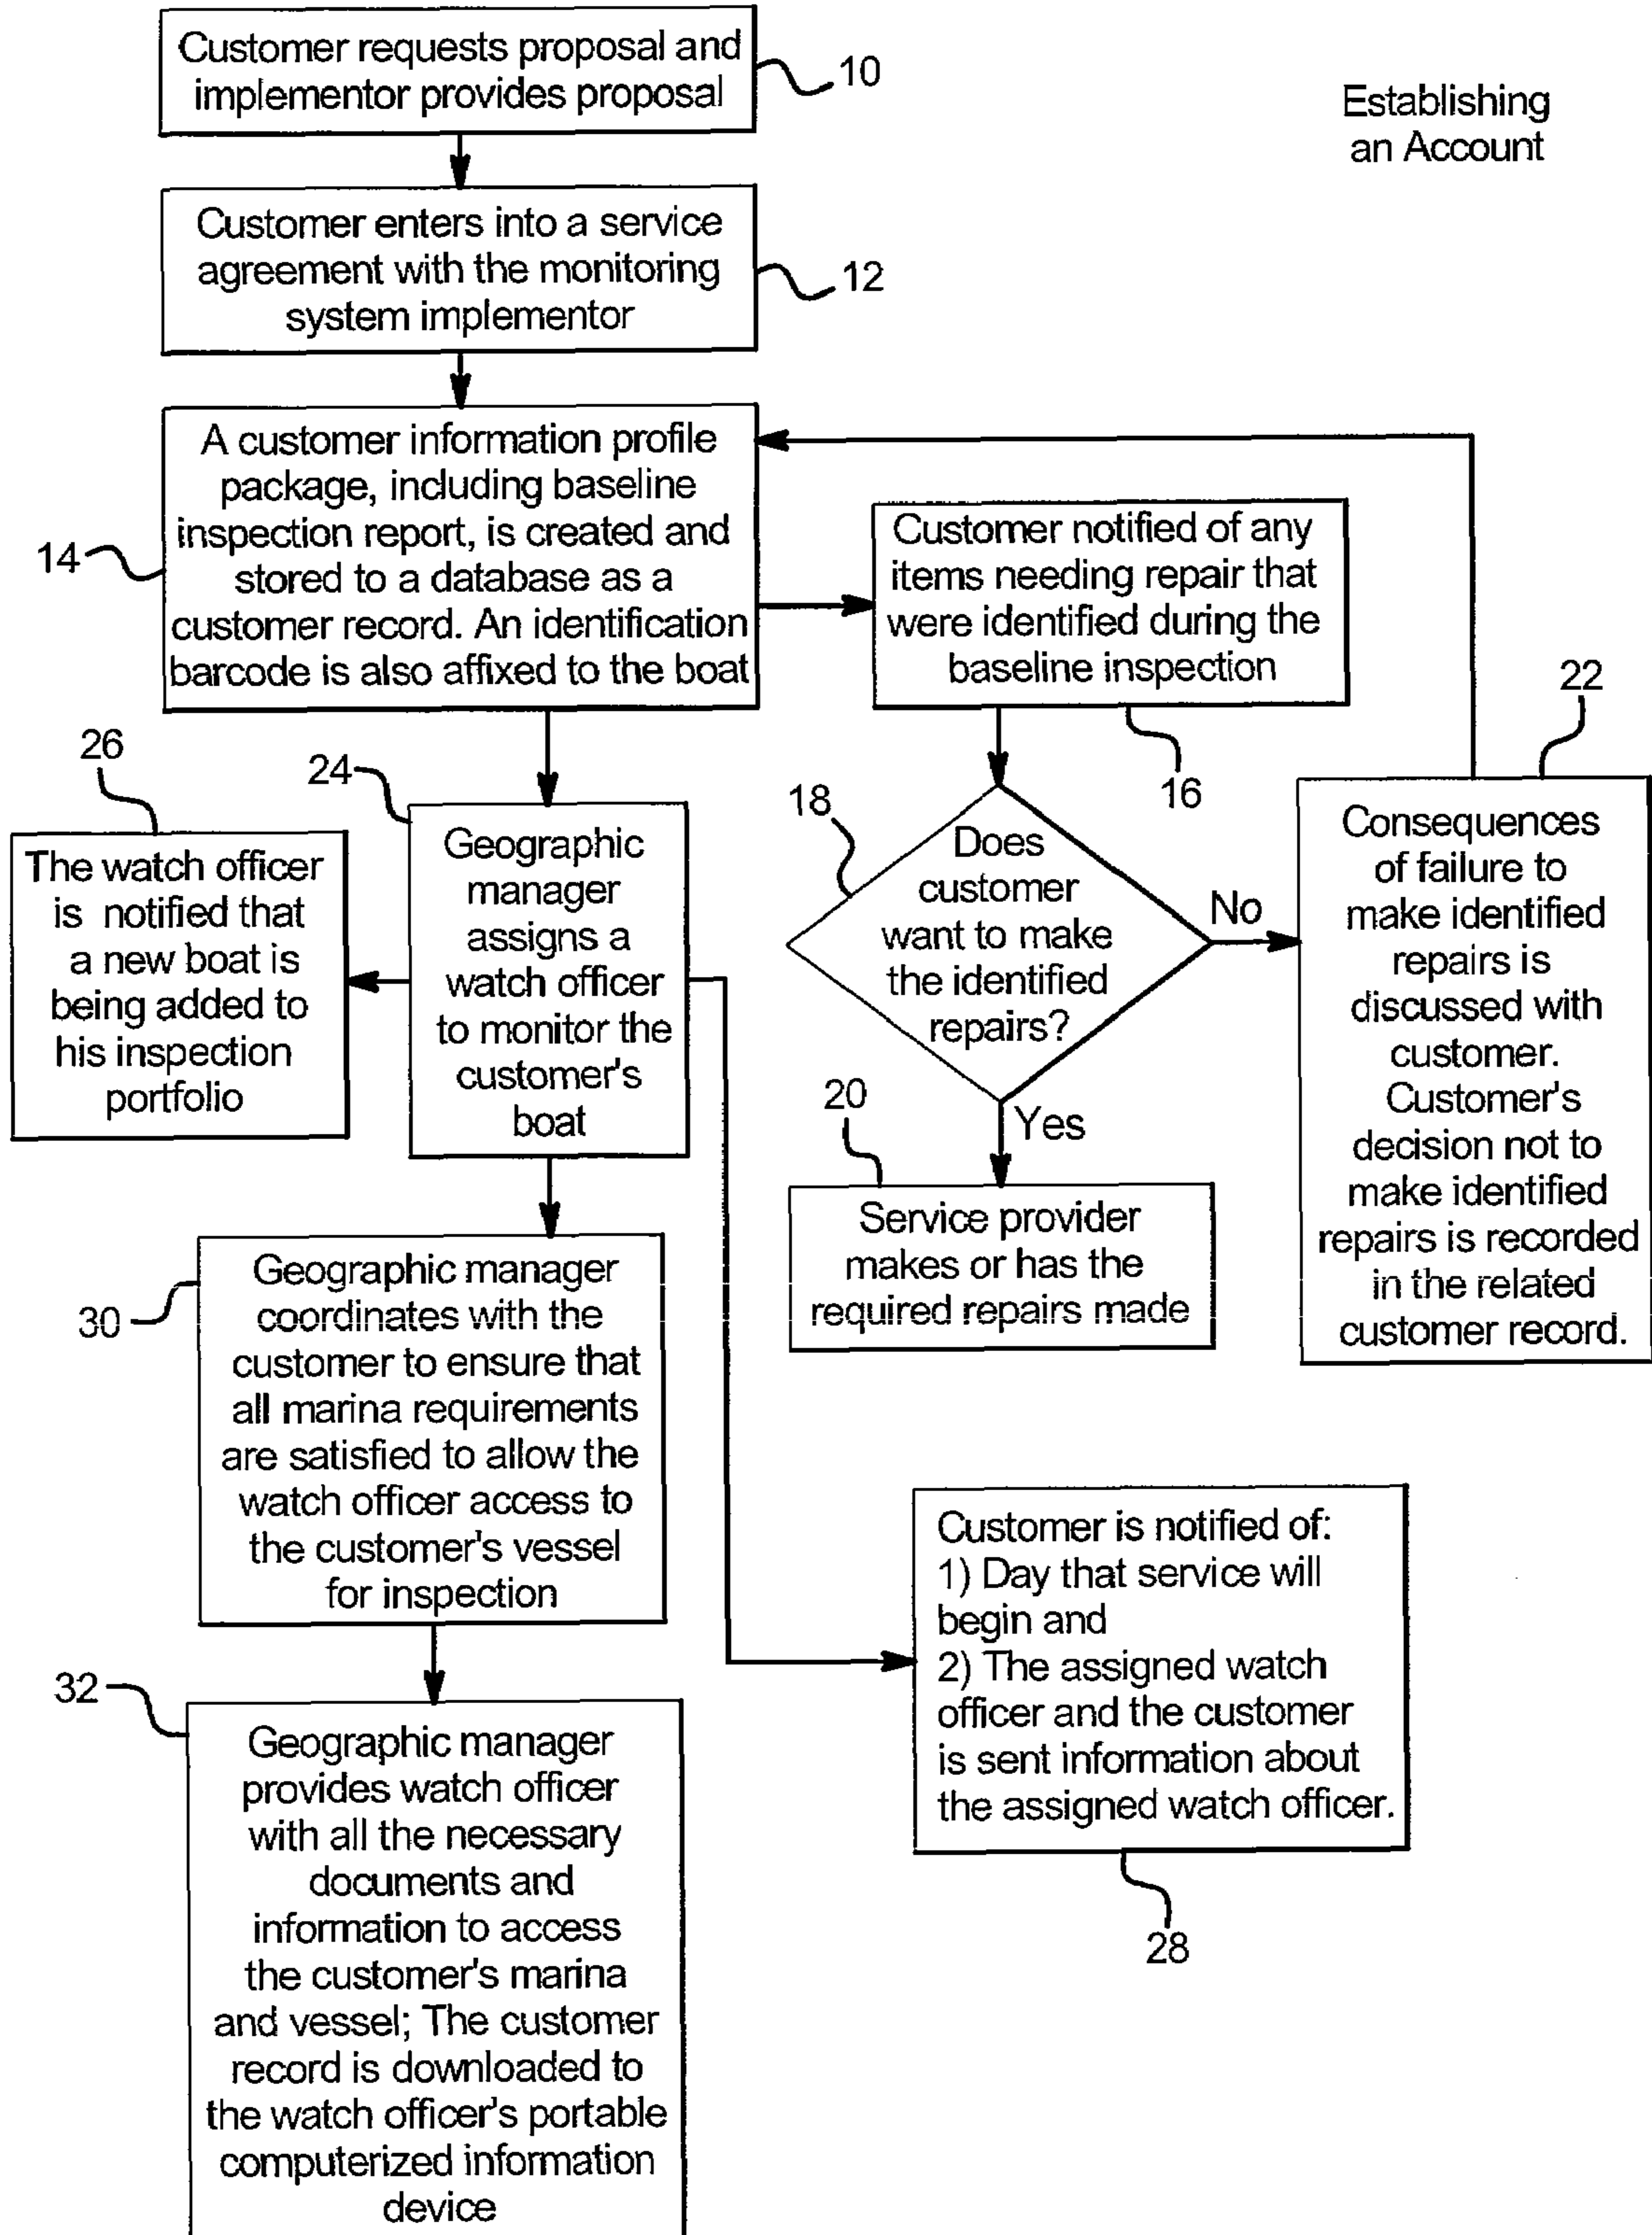 Customer requests proposal and
implementor provides proposal
10
Establishing
an Account
Customer enters into a service
agreement with the monitoring
system implementor
12
A customer information profile
package, including baseline
inspection report, is created and
stored to a database as a
customer record. An identification
barcode is also affixed to the boat
14
Customer notified of any
items needing repair that
were identified during the
baseline inspection
16
22
Consequences
of failure to
make identified
repairs is
discussed with
customer.
Customer's
decision not to
make identified
repairs is recorded
in the related
customer record.
18
Does
customer
want to make
the identified
repairs?
No
Yes
20
Service provider
makes or has the
required repairs made
26
The watch officer
is notified that
a new boat is
being added to
his inspection
portfolio
24
Geographic
manager
assigns a
watch officer
to monitor the
customer's
boat
30
Geographic manager
coordinates with the
customer to ensure that
all marina requirements
are satisfied to allow the
watch officer access to
the customer's vessel
for inspection
Customer is notified of:
1) Day that service will
begin and
2) The assigned watch
officer and the customer
is sent information about
the assigned watch officer.
28
32
Geographic manager
provides watch officer
with all the necessary
documents and
information to access
the customer's marina
and vessel; The customer
record is downloaded to
the watch officer's portable
computerized information
device